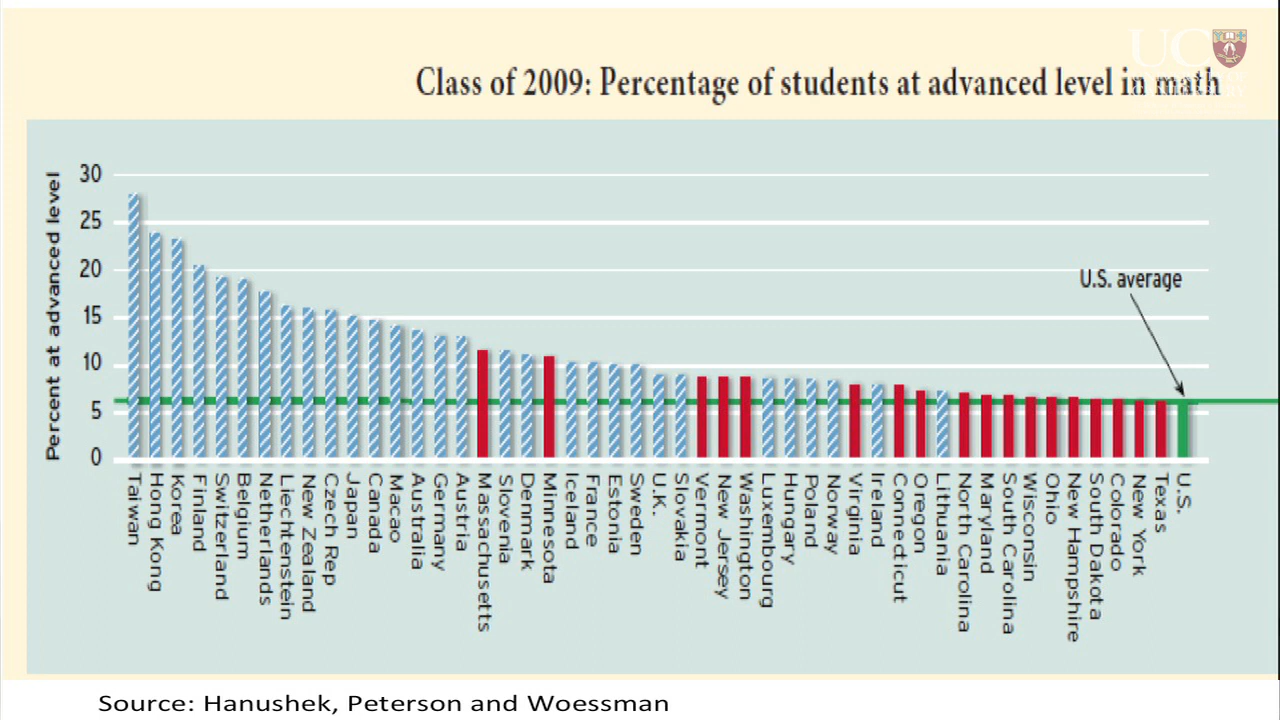 UC
Class of 2009: Percentage of students at advanced level in math
Percent at advanced level
30
25
20
15
10
5
0
U.S. average
Taiwan
Hong Kong
Korea
Finland
Switzerland
Belgium
Netherlands
Liechtenstein
New Zealand
Czech Rep
Japan
Canada
Macao
Australia
Germany
Austria
Massachusetts
Slovenia
Denmark
Minnesota
Iceland
France
Estonia
Sweden
U.K.
Slovakia
Vermont
New Jersey
Washington
Luxembourg
Hungary
Poland
Norway
Virginia
Ireland
Connecticut
Oregon
Lithuania
North Carolina
Maryland
South Carolina
Wisconsin
Ohio
New Hampshire
South Dakota
Colorado
New York
Texas
U.S.
Source: Hanushek, Peterson and Woessman